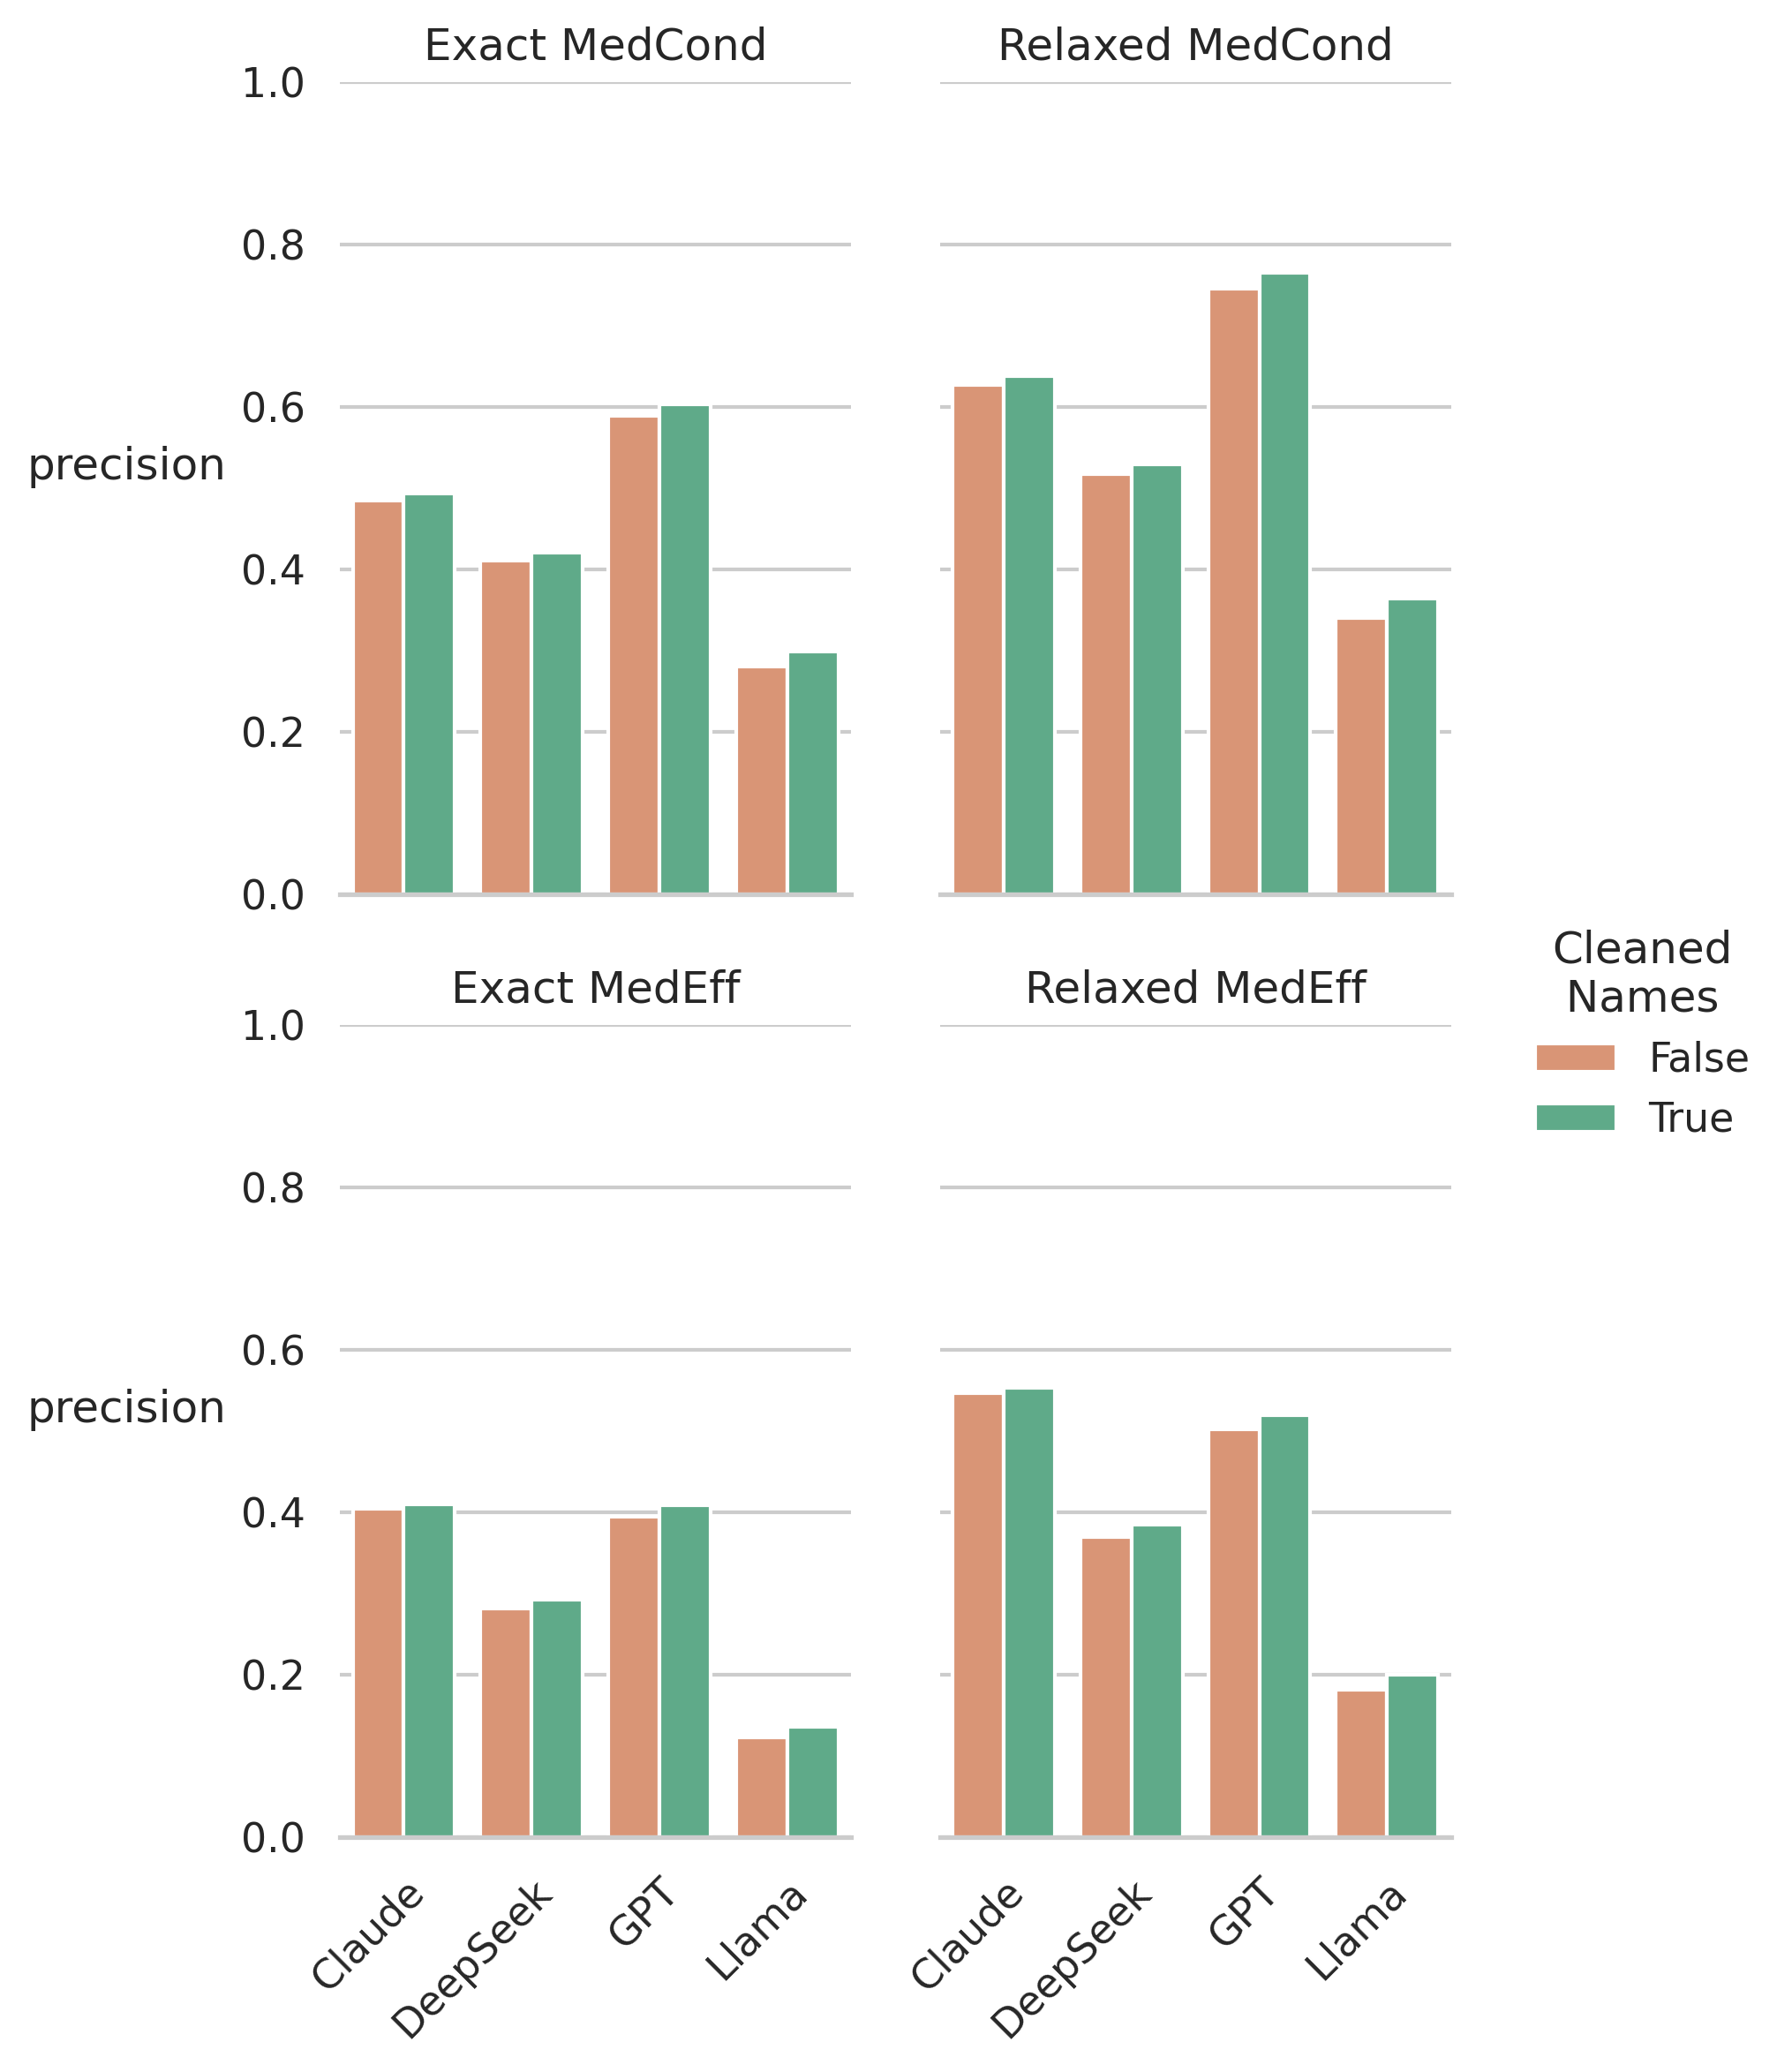 Exact MedCond
Relaxed MedCond
1.0
0.8
0.6
precision
0.4
0.2
0.0
Cleaned
Names
False
True
Exact MedEff
Relaxed MedEff
1.0
0.8
0.6
precision
0.4
0.2
0.0
Claude
DeepSeek
GPT
Llama
Claude
DeepSeek
GPT
Llama